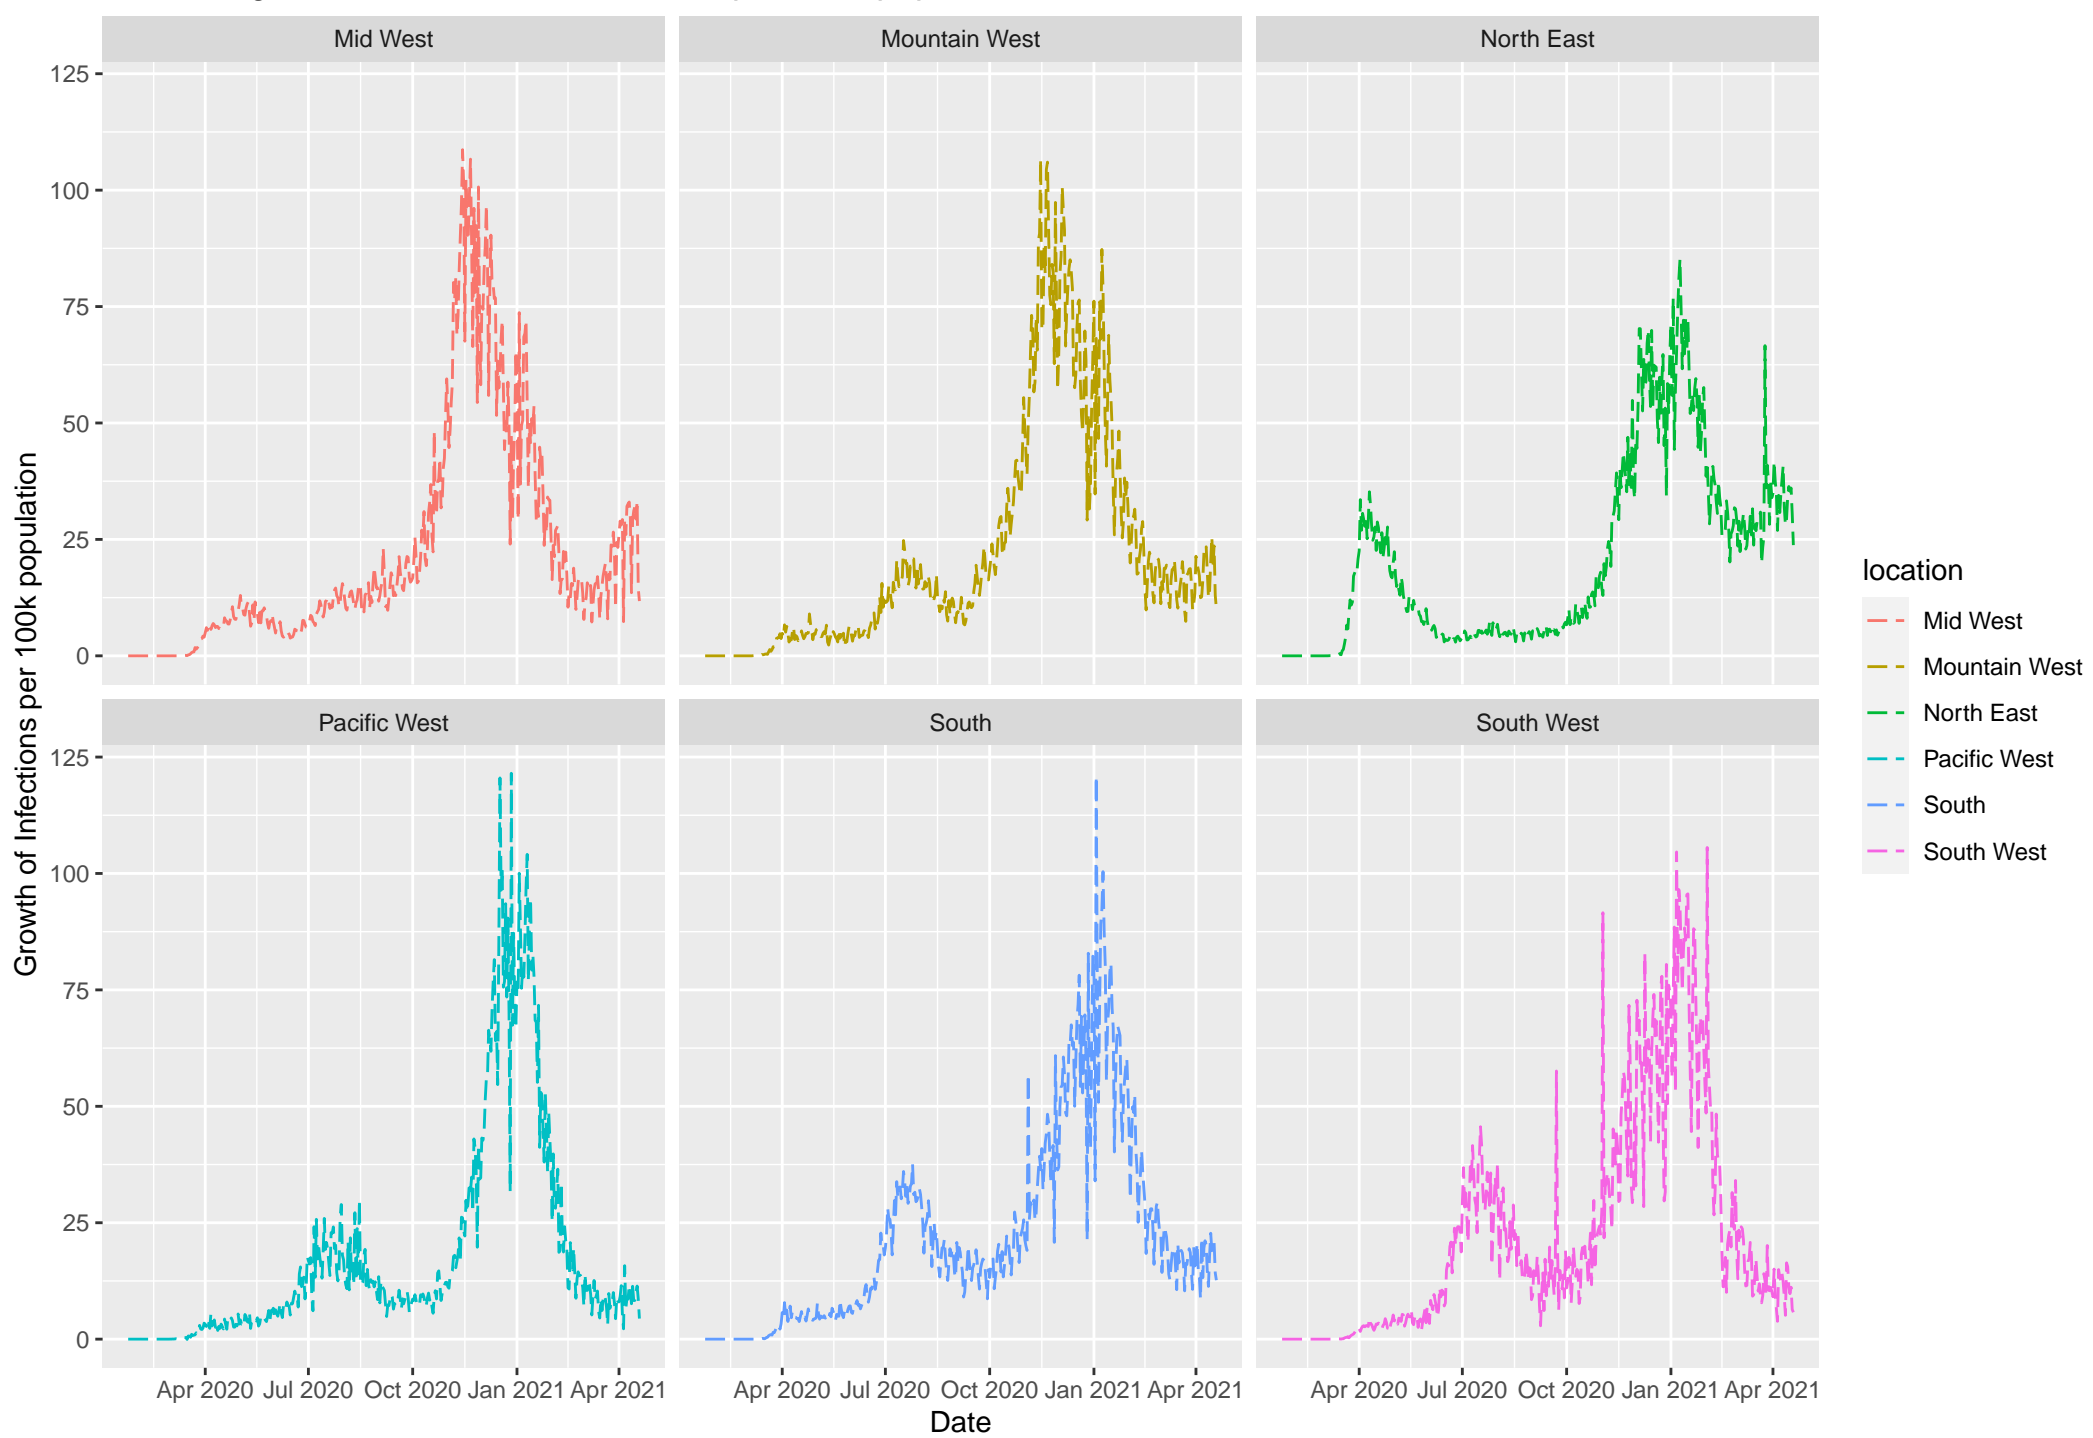 Mid West
Mountain West
North East
125
100
75
50
25
0
Pacific West
South
South West
125
100
75
50
25
0
Apr 2020 Jul 2020 Oct 2020 Jan 2021 Apr 2021
Apr 2020 Jul 2020 Oct 2020 Jan 2021 Apr 2021
Apr 2020 Jul 2020 Oct 2020 Jan 2021 Apr 2021
Date
Growth of Infections per 100k population
location
Mid West
Mountain West
North East
Pacific West
South
South West